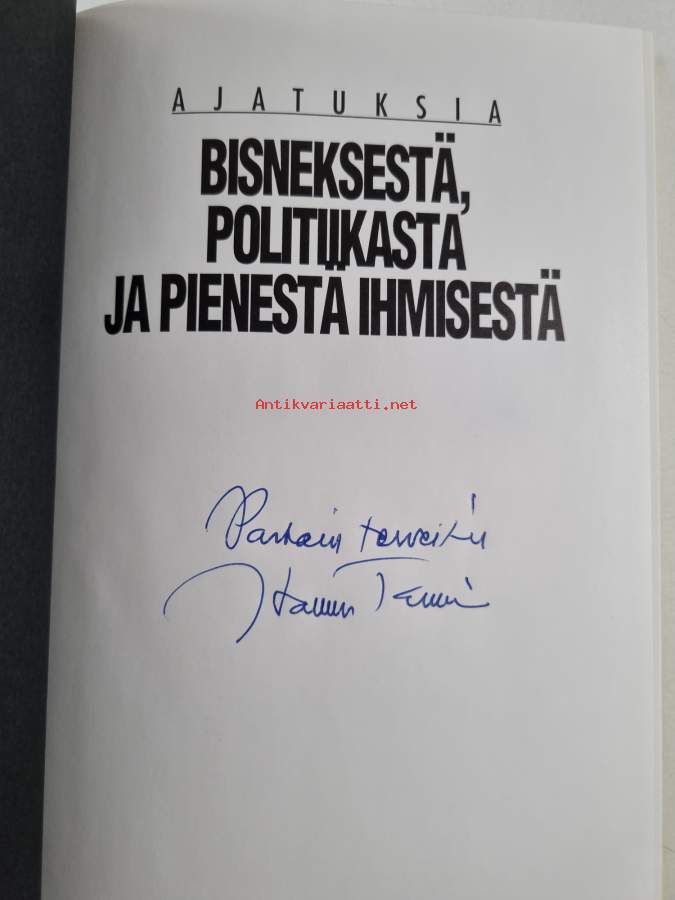 AJATUKSIA
BISNEKSESTÄ,
POLITIIKASTA
JA PIENESTÄ IHMISESTÄ
Antikvariaatti.net
Parhain terveisin